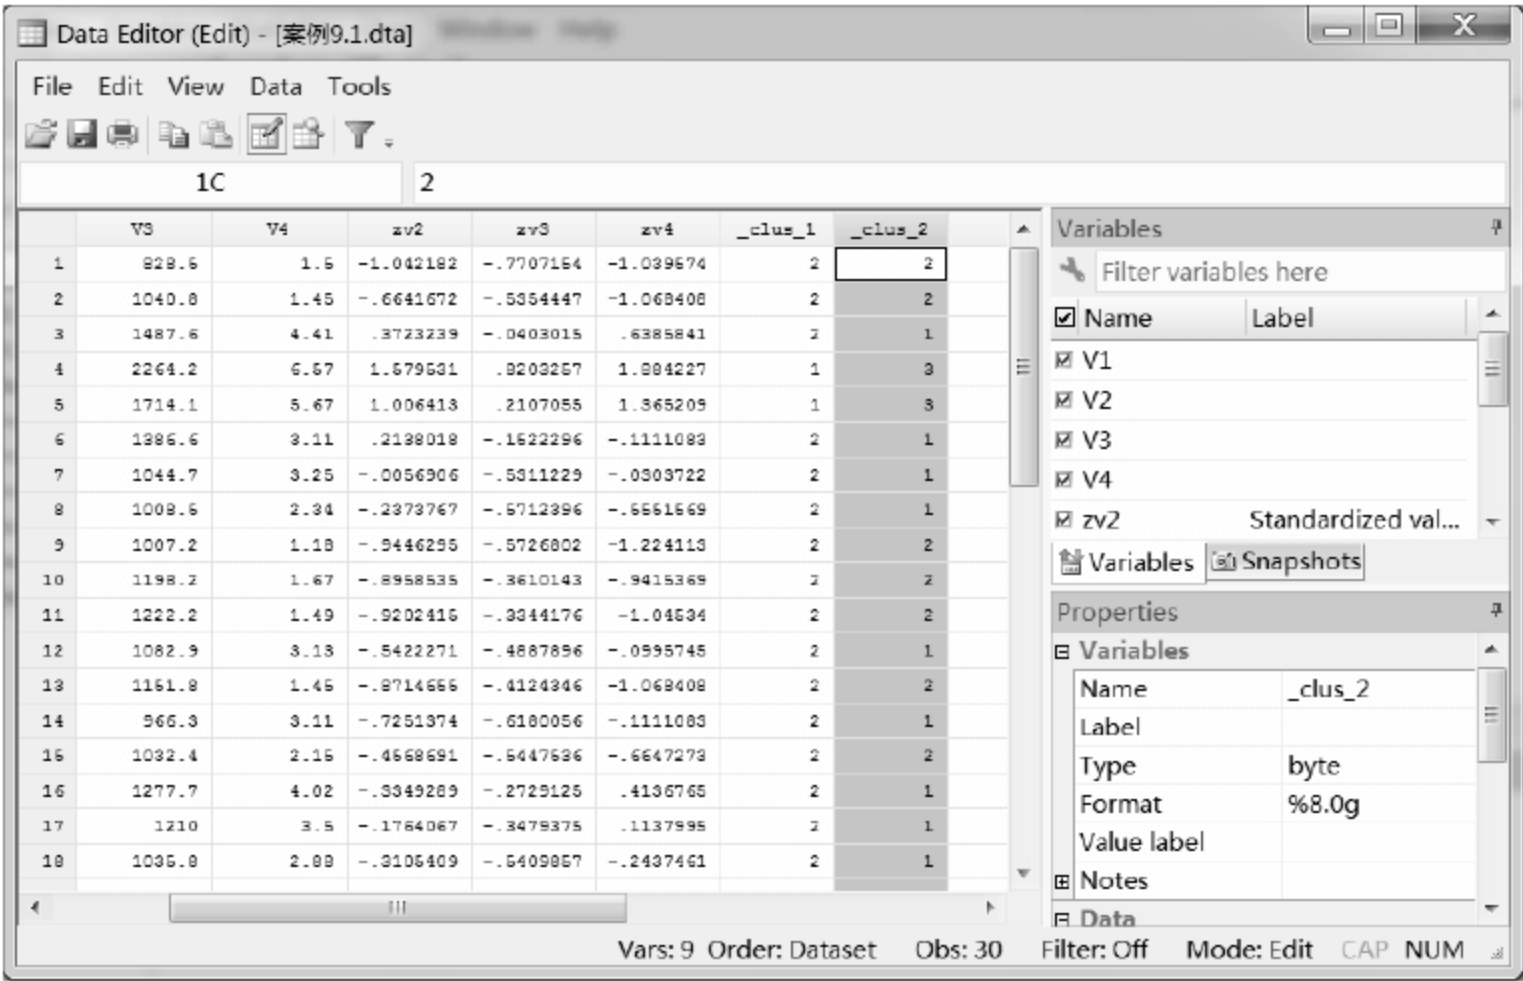 Window Help
Data Editor (Edit) - [案例9.1.dta]
File Edit View Data Tools
1C 2
V3 V4 zv2 zv3 zv4 _clus_1 _clus_2
1 828.5 1.5 -1.042182 -.7707154 -1.039574 2 2
2 1040.8 1.45 -.6641672 -.5354447 -1.068408 2 2
3 1487.6 4.41 .3723239 -.0403015 .6385841 2 1
4 2264.2 6.57 1.579531 .8203257 1.884227 1 3
5 1714.1 5.67 1.006413 .2107055 1.365209 1 3
6 1386.6 3.11 .2138018 -.1522296 -.1111083 2 1
7 1044.7 3.25 -.0056906 -.5311229 -.0303722 2 1
8 1008.5 2.34 -.2373767 -.5712396 -.5551569 2 1
9 1007.2 1.18 -.9446295 -.5726802 -1.224113 2 2
10 1198.2 1.67 -.8958535 -.3610143 -.9415369 2 2
11 1222.2 1.49 -.9202415 -.3344176 -1.04534 2 2
12 1082.9 3.13 -.5422271 -.4887896 -.0995745 2 1
13 1151.8 1.45 -.8714655 -.4124346 -1.068408 2 2
14 966.3 3.11 -.7251374 -.6180056 -.1111083 2 1
15 1032.4 2.15 -.4568691 -.5447536 -.6647273 2 2
16 1277.7 4.02 -.3349289 -.2729125 .4136765 2 1
17 1210 3.5 -.1764067 -.3479375 .1137995 2 1
18 1035.8 2.88 -.3105409 -.5409857 -.2437461 2 1
Variables
Filter variables here
Name Label
V1
V2
V3
V4
zv2 Standardized val...
Variables Snapshots
Properties
Variables
Name _clus_2
Label
Type byte
Format %8.0g
Value label
Notes
Data
Vars: 9 Order: Dataset Obs: 30 Filter: Off Mode: Edit CAP NUM